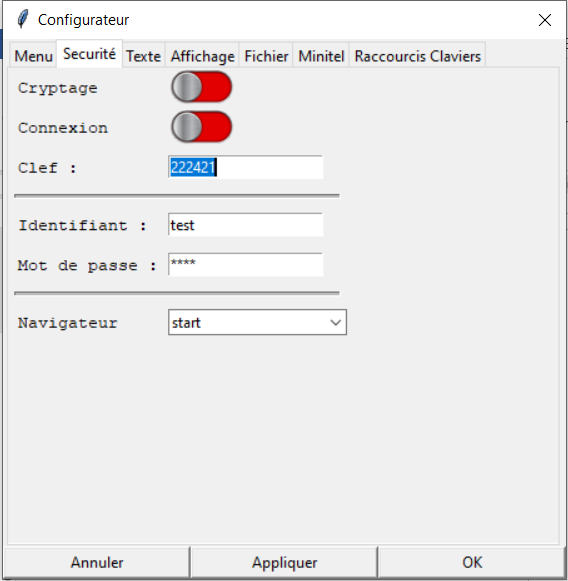 Configurateur
Menu Securité Texte Affichage Fichier Minitel Raccourcis Claviers
Cryptage
Connexion
Clef : 222421
Identifiant : test
Mot de passe : ****
Navigateur start
Annuler Appliquer OK